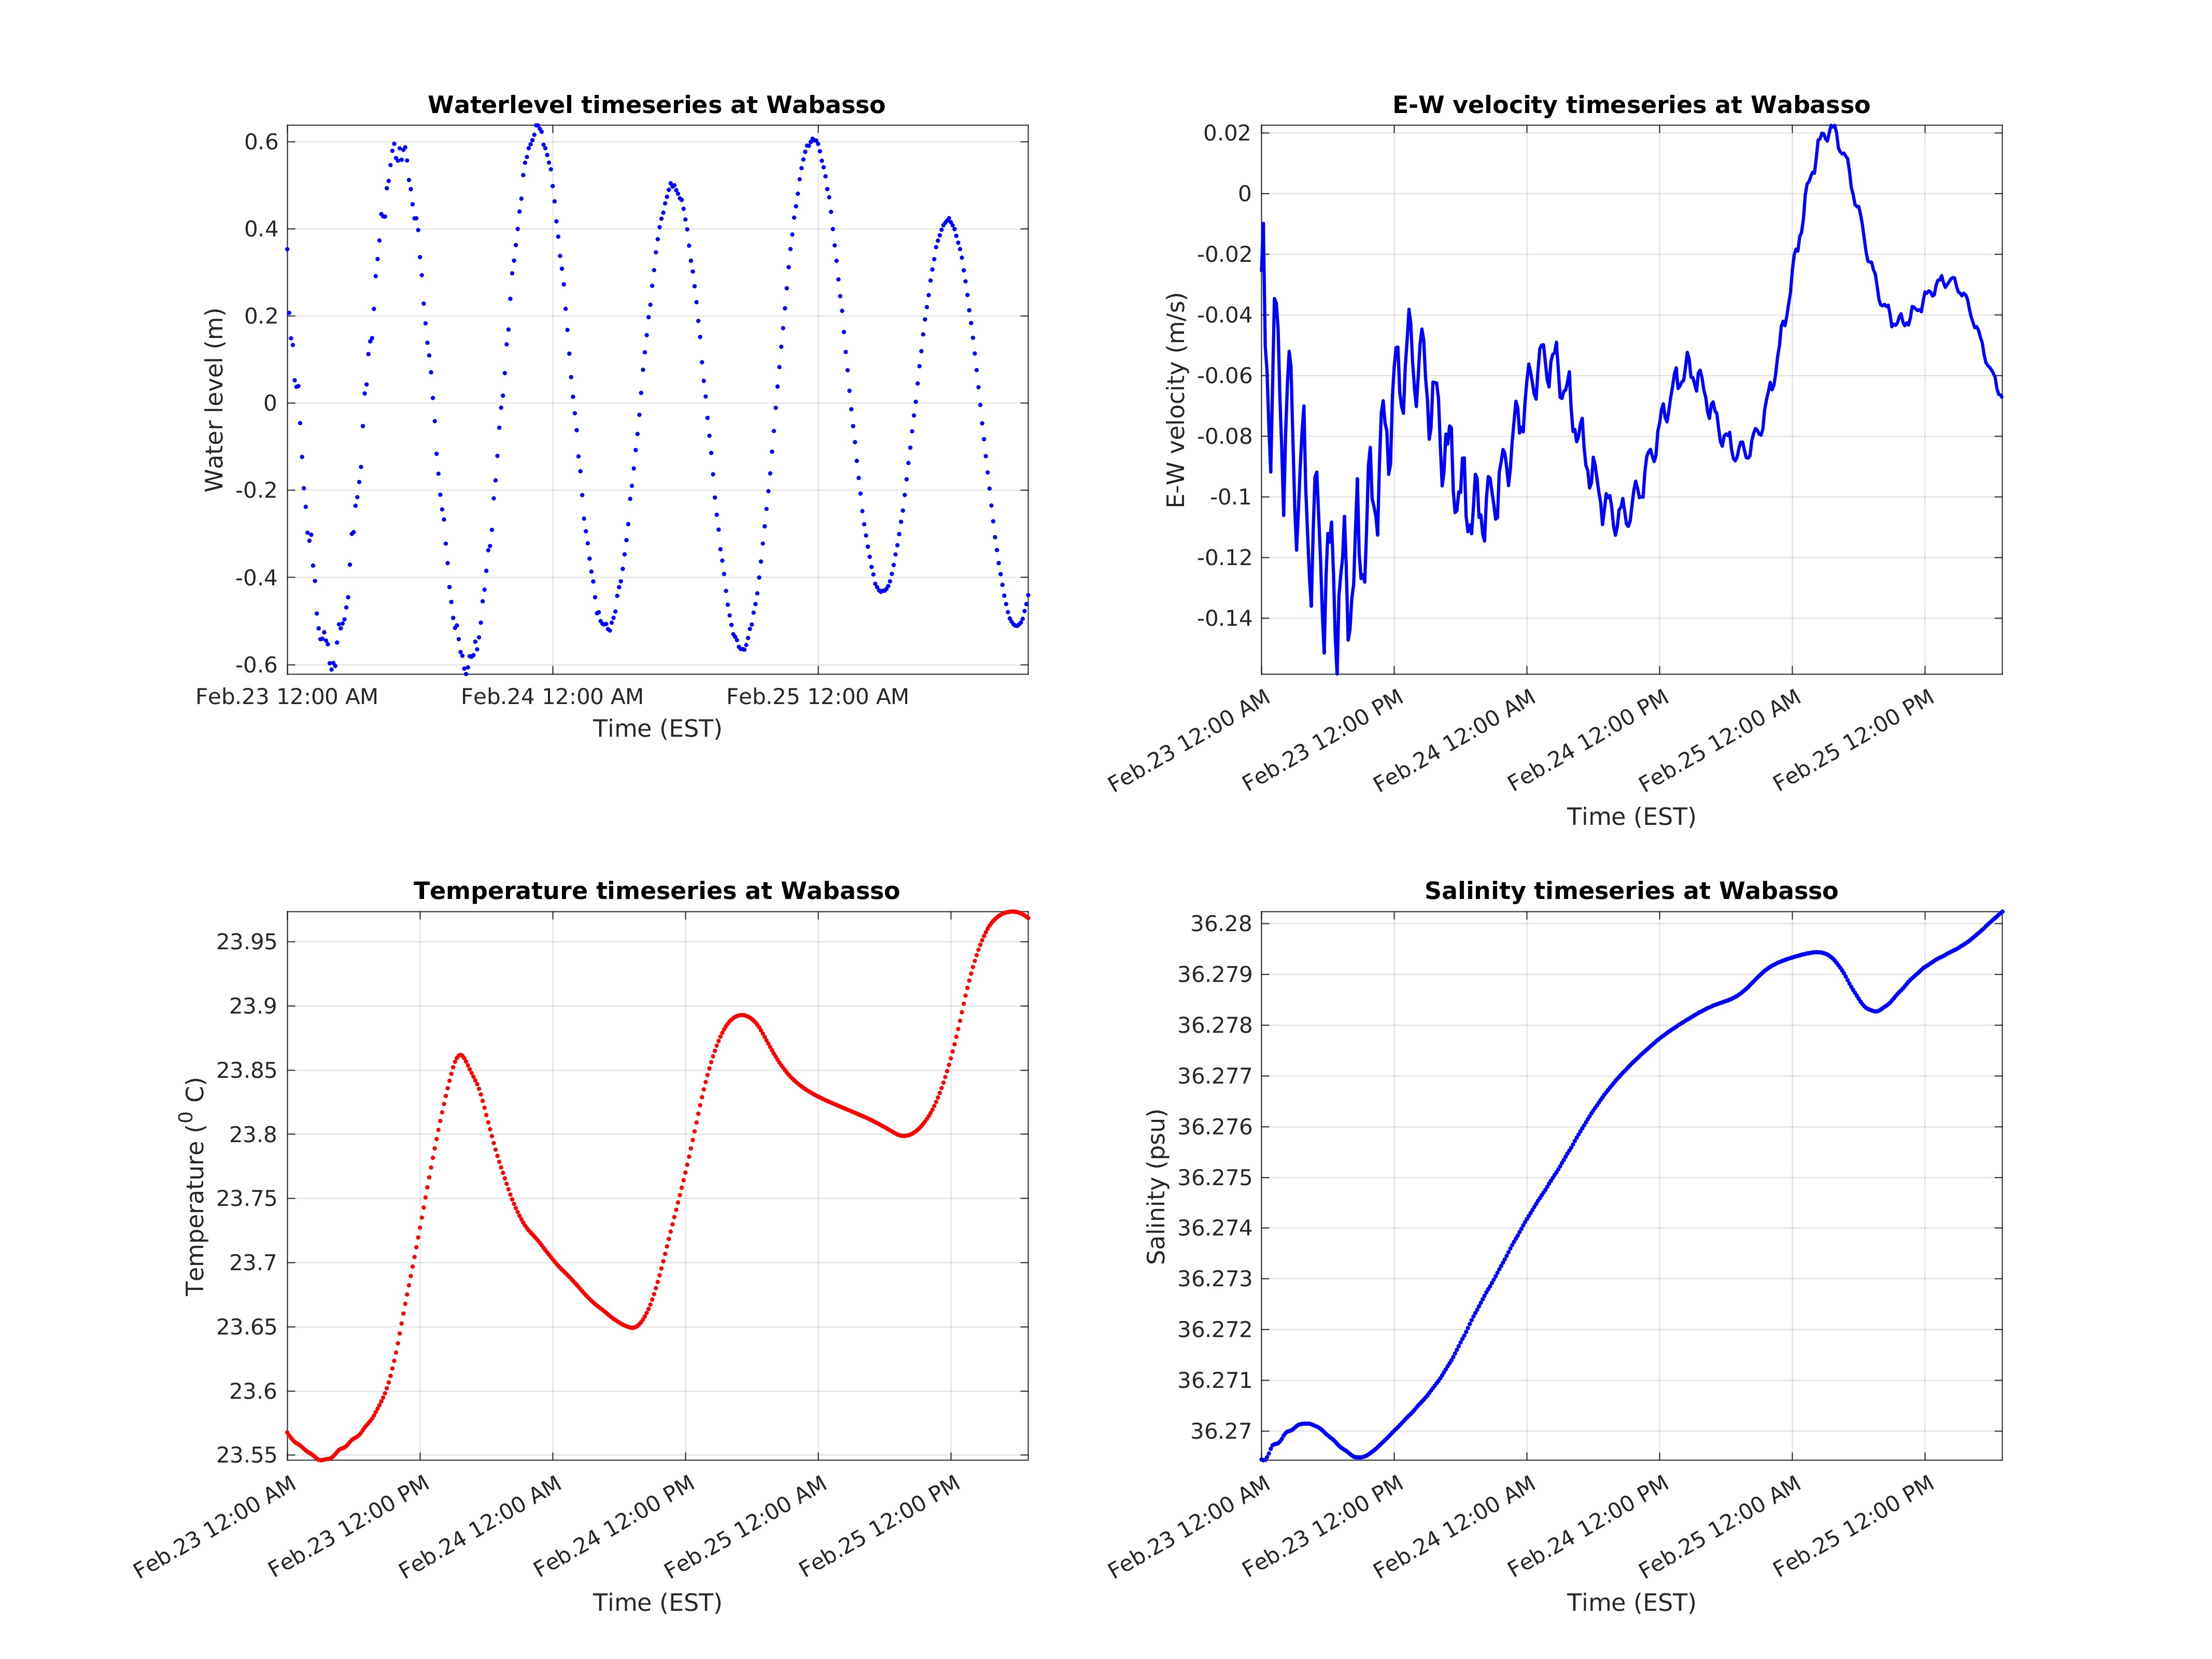 Waterlevel timeseries at Wabasso
0.6
0.4
0.2
0
-0.2
-0.4
-0.6
Water level (m)
Feb.23 12:00 AM
Feb.24 12:00 AM
Feb.25 12:00 AM
Time (EST)
E-W velocity timeseries at Wabasso
0.02
0
-0.02
-0.04
-0.06
-0.08
-0.1
-0.12
-0.14
E-W velocity (m/s)
Feb.23 12:00 AM
Feb.23 12:00 PM
Feb.24 12:00 AM
Feb.24 12:00 PM
Feb.25 12:00 AM
Feb.25 12:00 PM
Time (EST)
Temperature timeseries at Wabasso
23.95
23.9
23.85
23.8
23.75
23.7
23.65
23.6
23.55
Temperature (⁰ C)
Feb.23 12:00 AM
Feb.23 12:00 PM
Feb.24 12:00 AM
Feb.24 12:00 PM
Feb.25 12:00 AM
Feb.25 12:00 PM
Time (EST)
Salinity timeseries at Wabasso
36.28
36.279
36.278
36.277
36.276
36.275
36.274
36.273
36.272
36.271
36.27
Salinity (psu)
Feb.23 12:00 AM
Feb.23 12:00 PM
Feb.24 12:00 AM
Feb.24 12:00 PM
Feb.25 12:00 AM
Feb.25 12:00 PM
Time (EST)